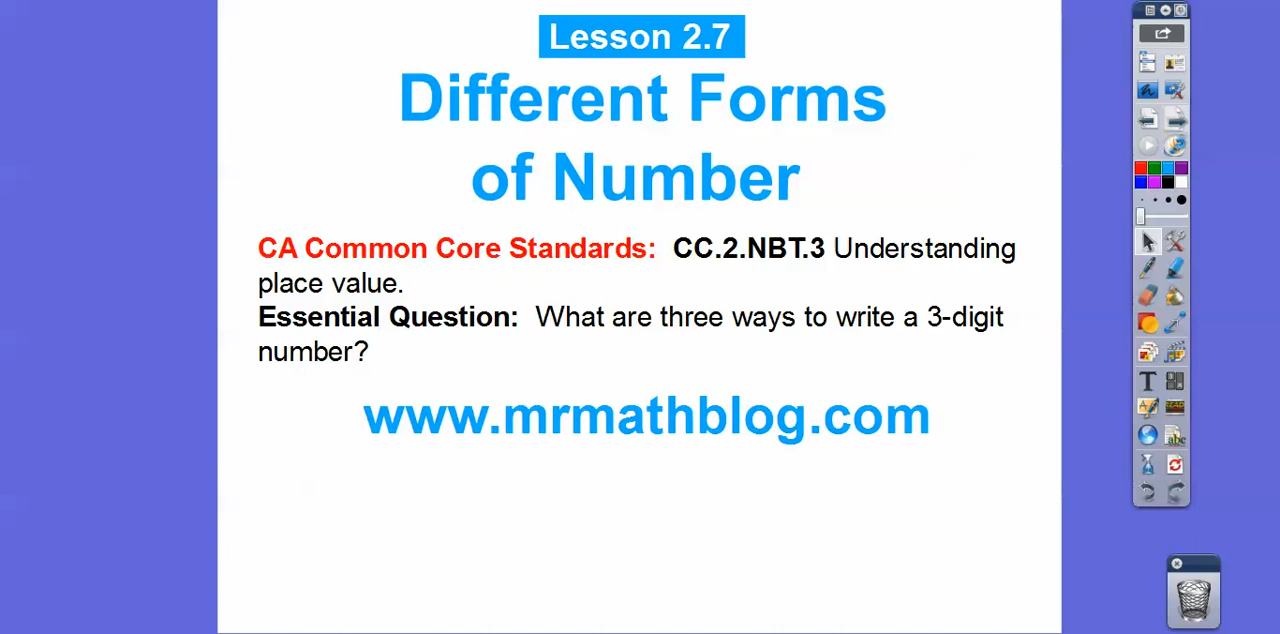 Lesson 2.7
Different Forms
of Number
CA Common Core Standards: CC.2.NBT.3 Understanding
place value.
Essential Question: What are three ways to write a 3-digit
number?
www.mrmathblog.com